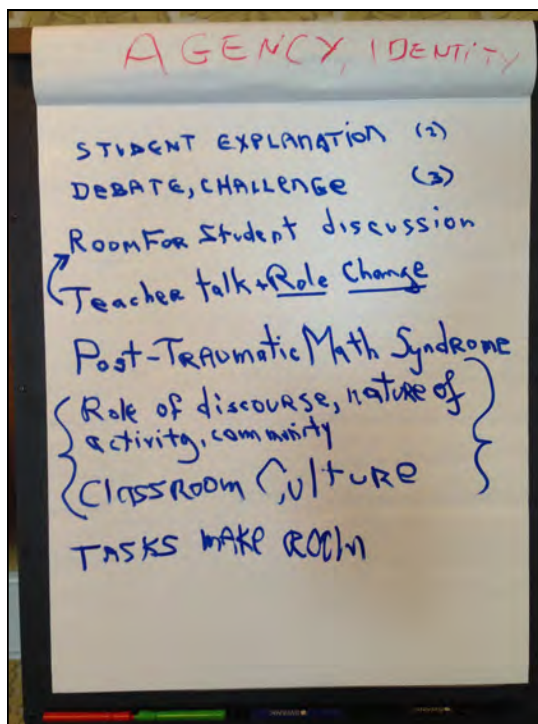 AGENCY, IDENTITY
STUDENT EXPLANATION (2)
DEBATE, CHALLENGE (3)
ROOM FOR Student discussion
Teacher talk + Role Change
Post-TRAUMATIC Math SyndRome
Role of discourse, nature of
activity, community
ClassRoom CultuRe
TASKS MAKE ROOM